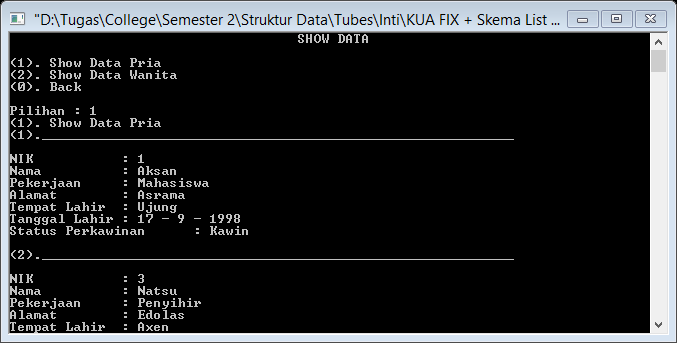 "D:\Tugas\College\Semester 2\Struktur Data\Tubes\Inti\KUA FIX + Skema List ...
SHOW DATA
(1). Show Data Pria
(2). Show Data Wanita
(0). Back
Pilihan : 1
(1). Show Data Pria
(1).___________________________________________________________
NIK : 1
Nama : Aksan
Pekerjaan : Mahasiswa
Alamat : Asrama
Tempat Lahir : Ujung
Tanggal Lahir : 17 - 9 - 1998
Status Perkawinan : Kawin
(2).___________________________________________________________
NIK : 3
Nama : Natsu
Pekerjaan : Penyihir
Alamat : Edolas
Tempat Lahir : Axen